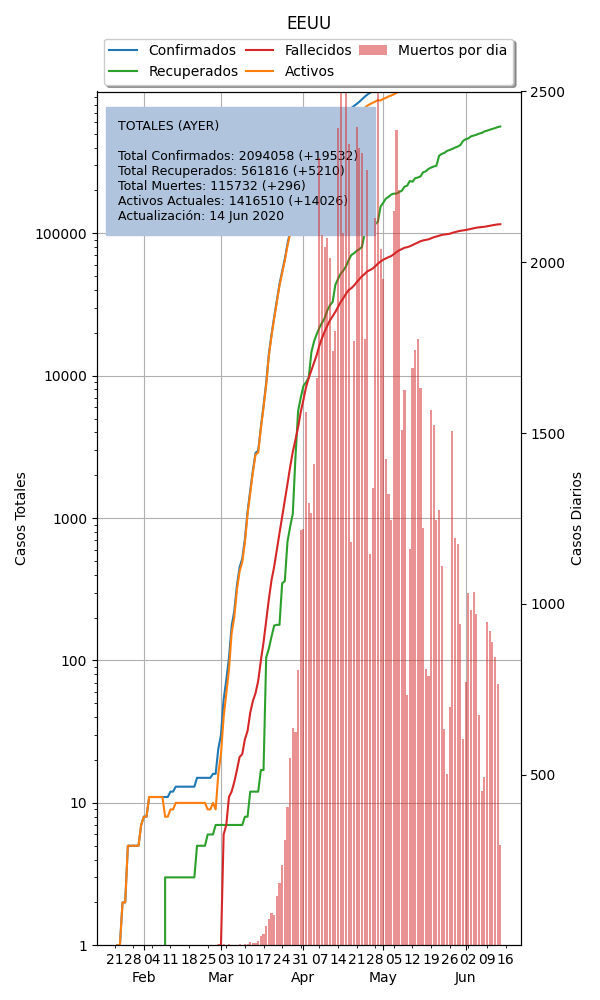 EEUU
Confirmados Fallecidos Muertos por dia
Recuperados Activos
TOTALES (AYER)
Total Confirmados: 2094058 (+19532)
Total Recuperados: 561816 (+5210)
Total Muertes: 115732 (+296)
Activos Actuales: 1416510 (+14026)
Actualización: 14 Jun 2020
Casos Totales
100000
10000
1000
100
10
1
2500
2000
1500
1000
500
Casos Diarios
21 28 04 11 18 25 03 10 17 24 31 07 14 21 28 05 12 19 26 02 09 16
Feb Mar Apr May Jun